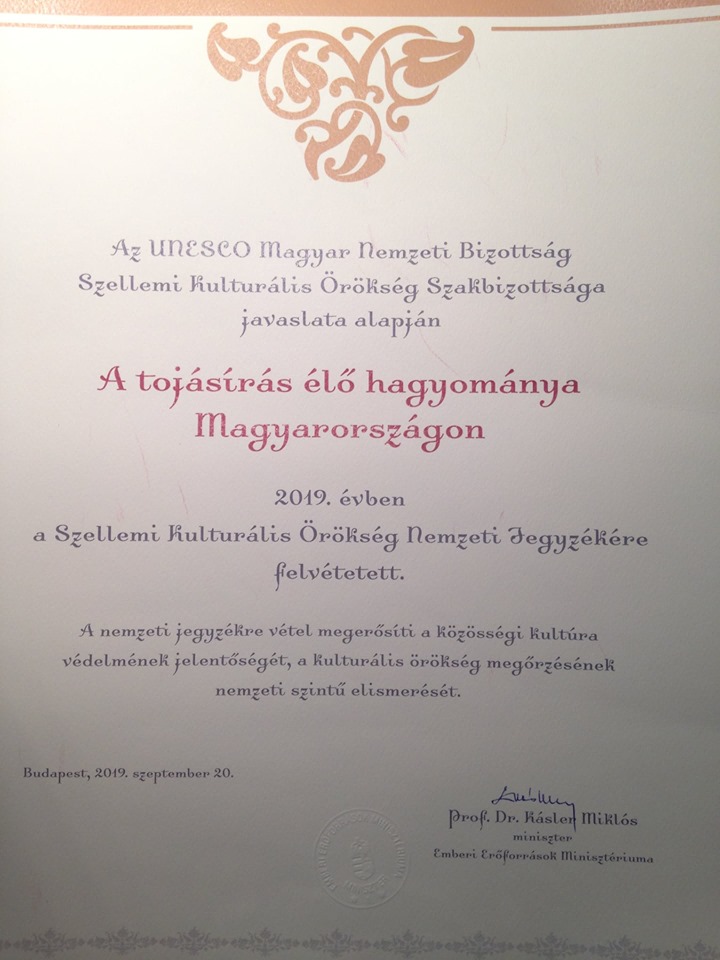 Az UNESCO Magyar Nemzeti Bizottság
Szellemi Kulturális Örökség Szakbizottsága
javaslata alapján
A tojásírás élő hagyománya
Magyarországon
2019. évben
a Szellemi Kulturális Örökség Nemzeti Jegyzékére
felvétetett.
A nemzeti jegyzékre vétel megerősíti a közösségi kultúra
védelmének jelentőségét, a kulturális örökség megőrzésének
nemzeti szintű elismerését.
Budapest, 2019. szeptember 20.
Prof. Dr. Kásler Miklós
miniszter
Emberi Erőforrások Minisztériuma